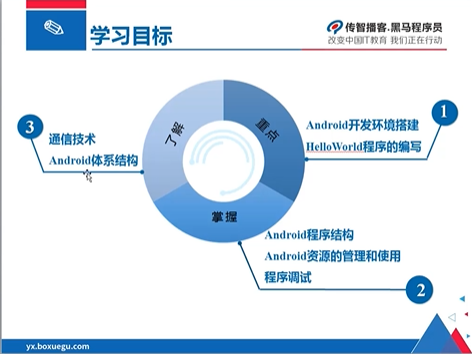 学习目标
传智播客.黑马程序员
改变中国IT教育 我们正在行动
3
通信技术
Android体系结构
了解
重点
掌握
1
Android开发环境搭建
HelloWorld程序的编写
Android程序结构
Android资源的管理和使用
程序调试
2
yx.boxuegu.com